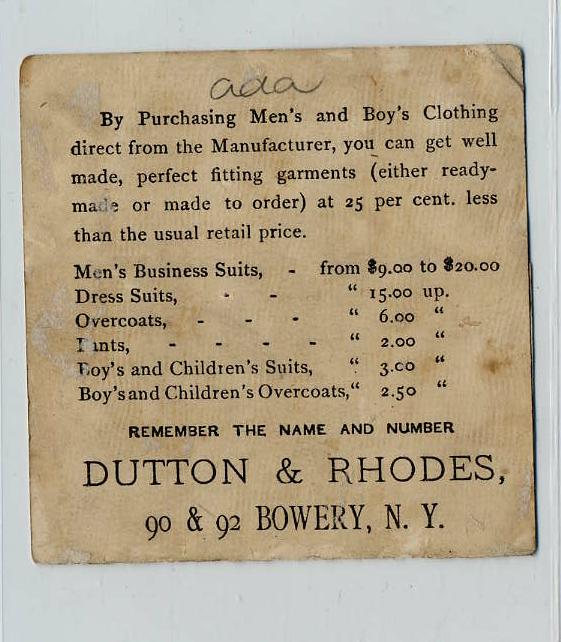 ada
By Purchasing Men's and Boy's Clothing
direct from the Manufacturer, you can get well
made, perfect fitting garments (either ready-
made or made to order) at 25 per cent. less
than the usual retail price.
Men's Business Suits, - from $9.00 to $20.00
Dress Suits, - - " 15.00 up.
Overcoats, - - - " 6.00 "
Pants, - - - - " 2.00 "
Boy's and Children's Suits, " 3.00 "
Boy's and Children's Overcoats, " 2.50 "
REMEMBER THE NAME AND NUMBER
DUTTON & RHODES,
90 & 92 BOWERY, N. Y.